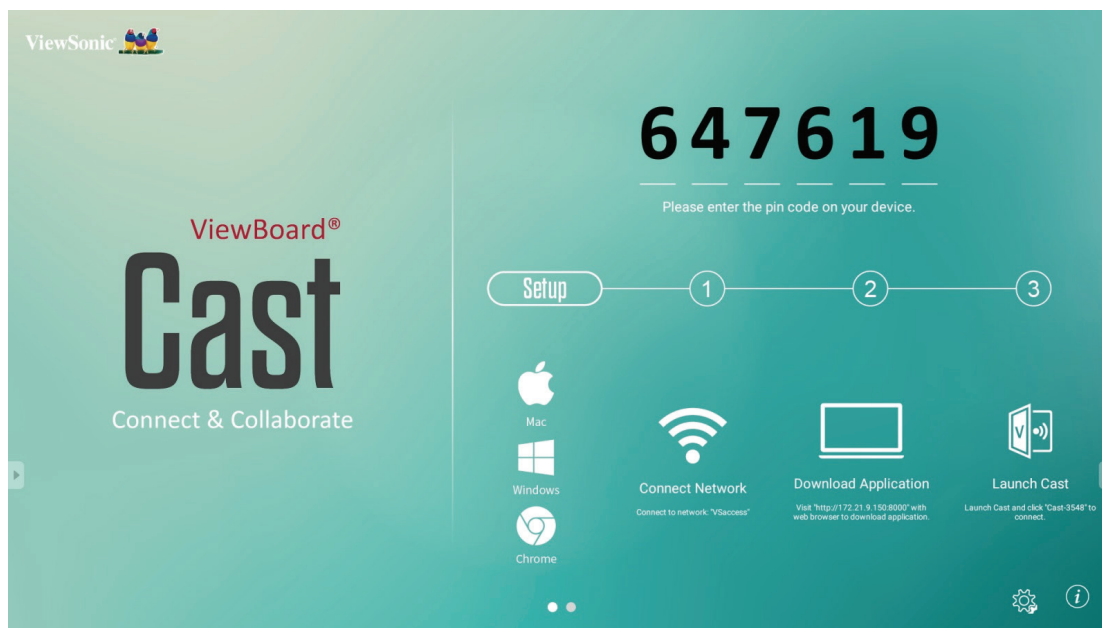 ViewSonic
647619
Please enter the pin code on your device.
ViewBoard®
Cast
Connect & Collaborate
Setup
1
2
3
Mac
Windows
Chrome
Connect Network
Connect to network: "VSaccess"
Download Application
Visit "http://172.21.9.150:8000" with
web browser to download application.
V
Launch Cast
Launch Cast and click "Cast-3548" to
connect.
i